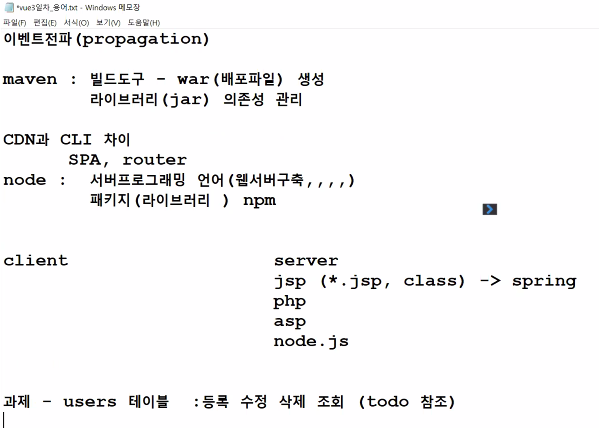 *vue3일차_용어.txt - Windows 메모장
파일(F) 편집(E) 서식(O) 보기(V) 도움말(H)
이벤트전파(propagation)
maven : 빌드도구 - war(배포파일) 생성
라이브러리(jar) 의존성 관리
CDN과 CLI 차이
SPA, router
node : 서버프로그래밍 언어(웹서버구축,,,,)
패키지(라이브러리 ) npm
client server
jsp (*.jsp, class) -> spring
php
asp
node.js
과제 - users 테이블 :등록 수정 삭제 조회 (todo 참조)